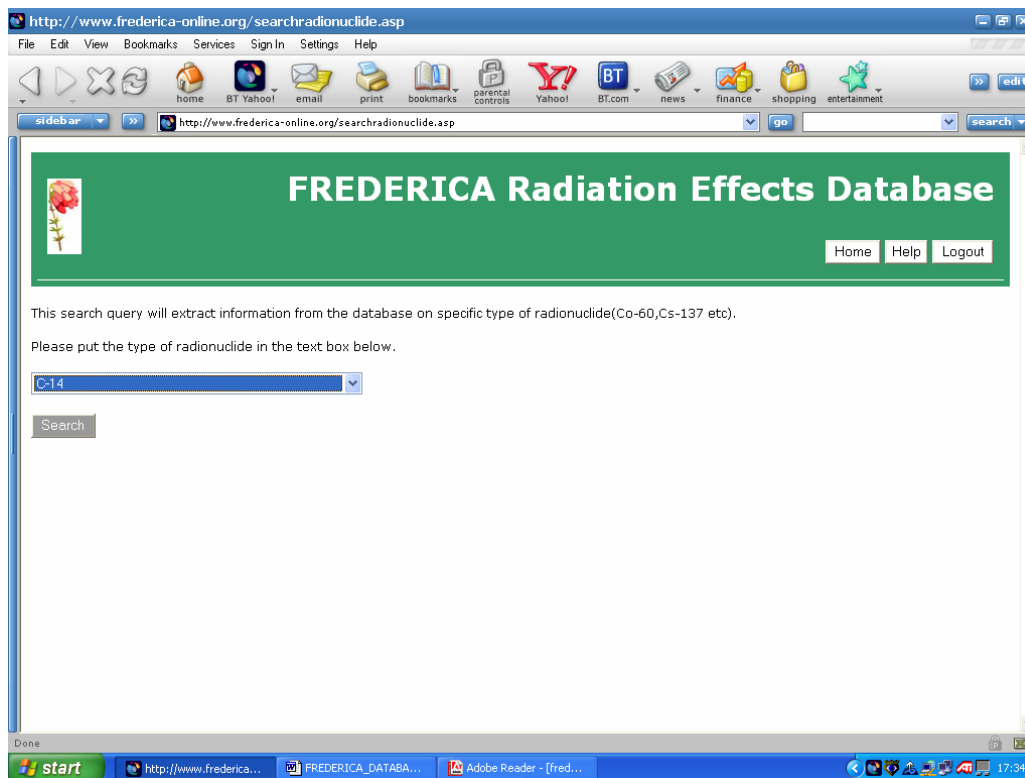 http://www.frederica-online.org/searchradionuclide.asp
File Edit View Bookmarks Services Sign In Settings Help
home BT Yahoo! email print bookmarks parental controls Yahoo! BT.com news finance shopping entertainment edit
sidebar http://www.frederica-online.org/searchradionuclide.asp go search
FREDERICA Radiation Effects Database
Home Help Logout
This search query will extract information from the database on specific type of radionuclide(Co-60,Cs-137 etc).
Please put the type of radionuclide in the text box below.
C-14
Search
Done
start http://www.frederica... FREDERICA_DATABA... Adobe Reader - [fred... 17:34